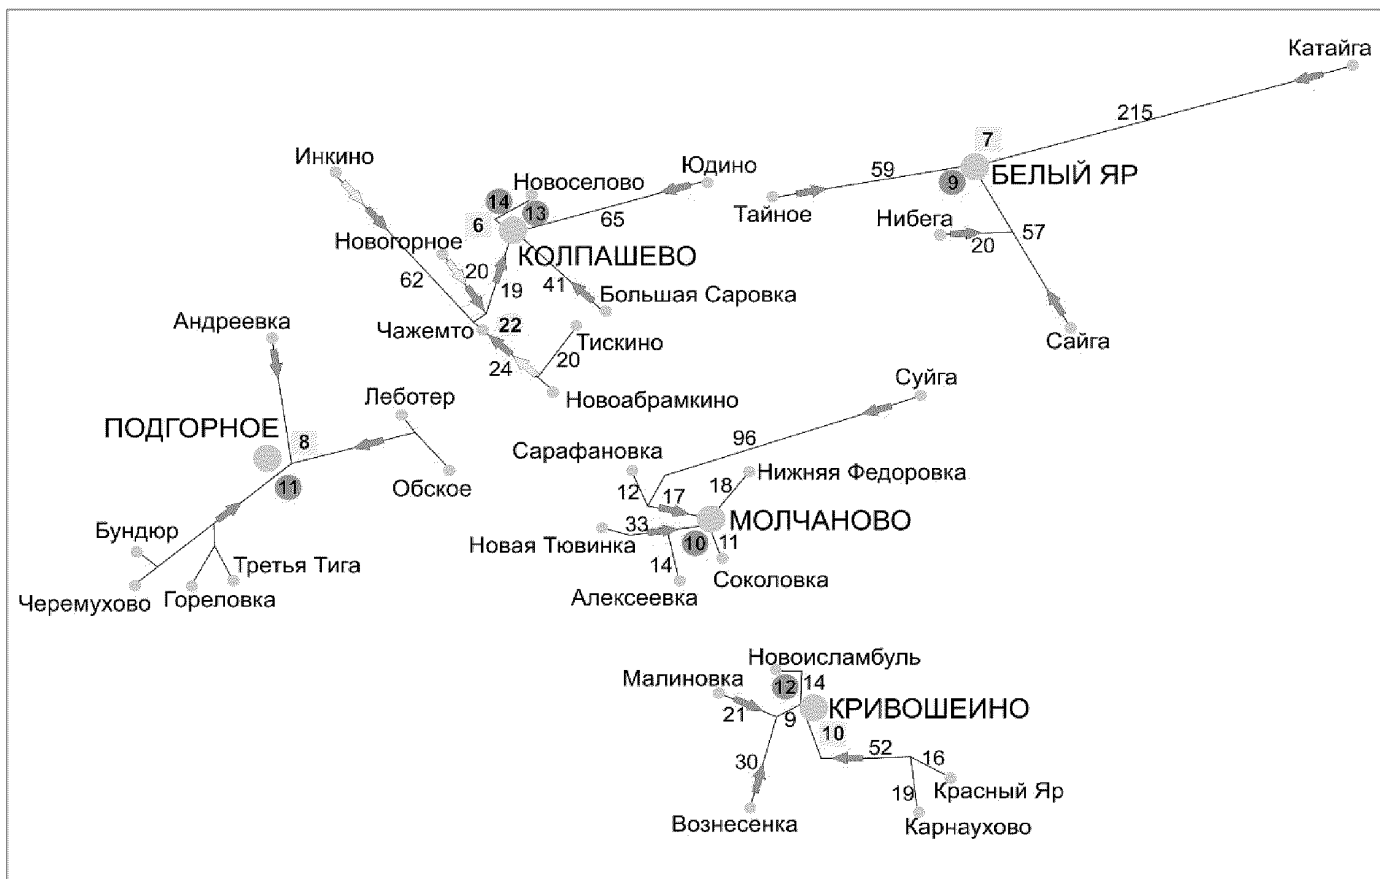 Катайга
215
7
Инкино
Юдино
59
БЕЛЫЙ ЯР
9
Новоселово
14
13
Тайное
Нибега
6
65
Новогорное
КОЛПАШЕВО
20
57
20
62
19
41
Большая Саровка
Андреевка
Чажемто
22
Тискино
Сайга
24
20
Суйга
Леботер
Новоабрамкино
ПОДГОРНОЕ
8
96
Сарафановка
Нижняя Федоровка
11
Обское
12
17
18
МОЛЧАНОВО
33
Бундюр
Новая Тювинка
10
11
Третья Тига
14
Соколовка
Черемухово
Гореловка
Алексеевка
Новоисламбуль
Малиновка
12
14
21
9
КРИВОШЕИНО
10
30
52
16
Красный Яр
19
Вознесенка
Карнаухово